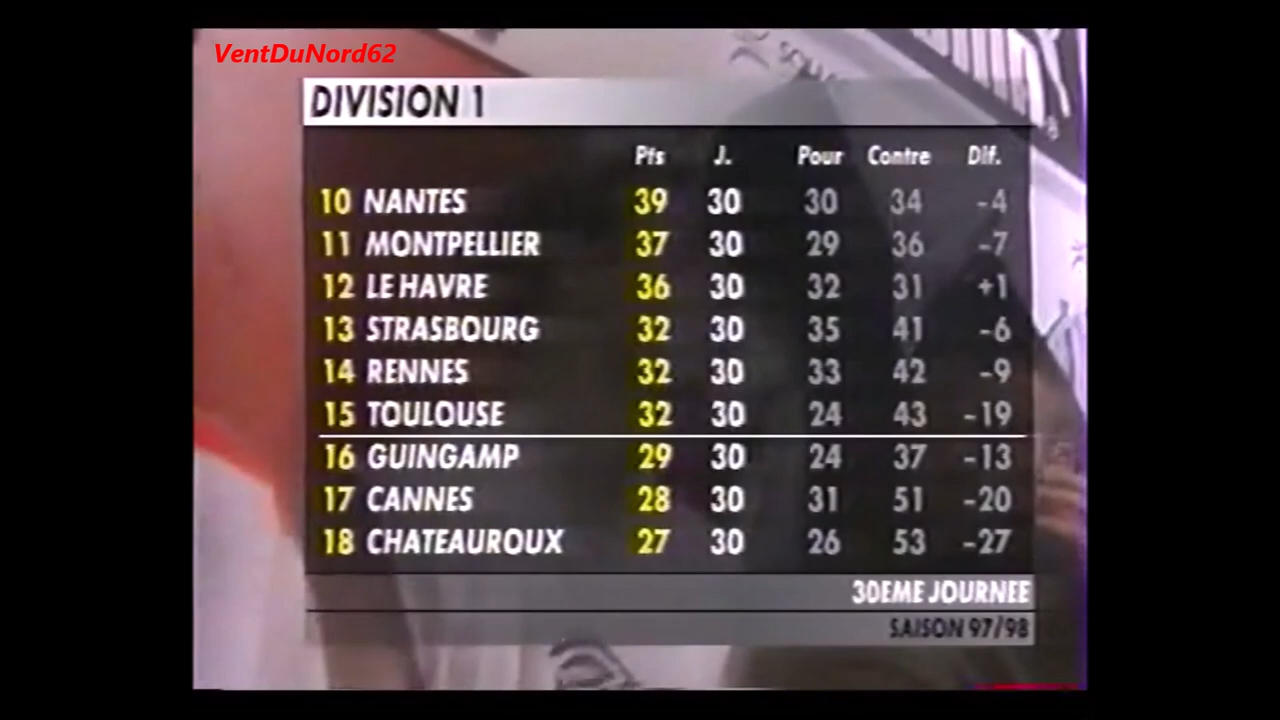 VentDuNord62
DIVISION 1
Pts J. Pour Contre Dif.
10 NANTES 39 30 30 34 -4
11 MONTPELLIER 37 30 29 36 -7
12 LE HAVRE 36 30 32 31 +1
13 STRASBOURG 32 30 35 41 -6
14 RENNES 32 30 33 42 -9
15 TOULOUSE 32 30 24 43 -19
16 GUINGAMP 29 30 24 37 -13
17 CANNES 28 30 31 51 -20
18 CHATEAUROUX 27 30 26 53 -27
30EME JOURNEE
SAISON 97/98